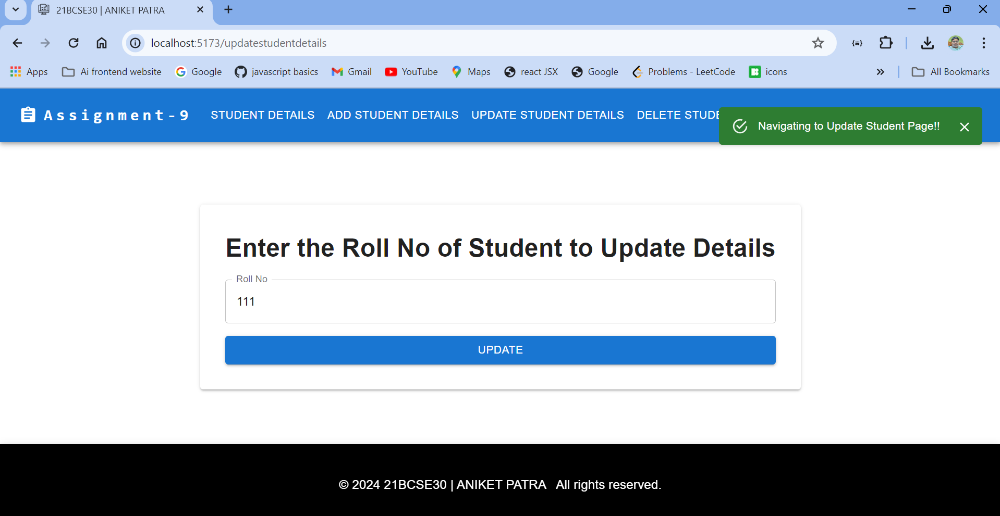 21BCSE30 | ANIKET PATRA
localhost:5173/updatestudentdetails
Apps Ai frontend website Google javascript basics Gmail YouTube Maps react JSX Google Problems - LeetCode icons All Bookmarks
Assignment-9 STUDENT DETAILS ADD STUDENT DETAILS UPDATE STUDENT DETAILS DELETE STUDE
Navigating to Update Student Page!!
Enter the Roll No of Student to Update Details
Roll No
111
UPDATE
© 2024 21BCSE30 | ANIKET PATRA All rights reserved.